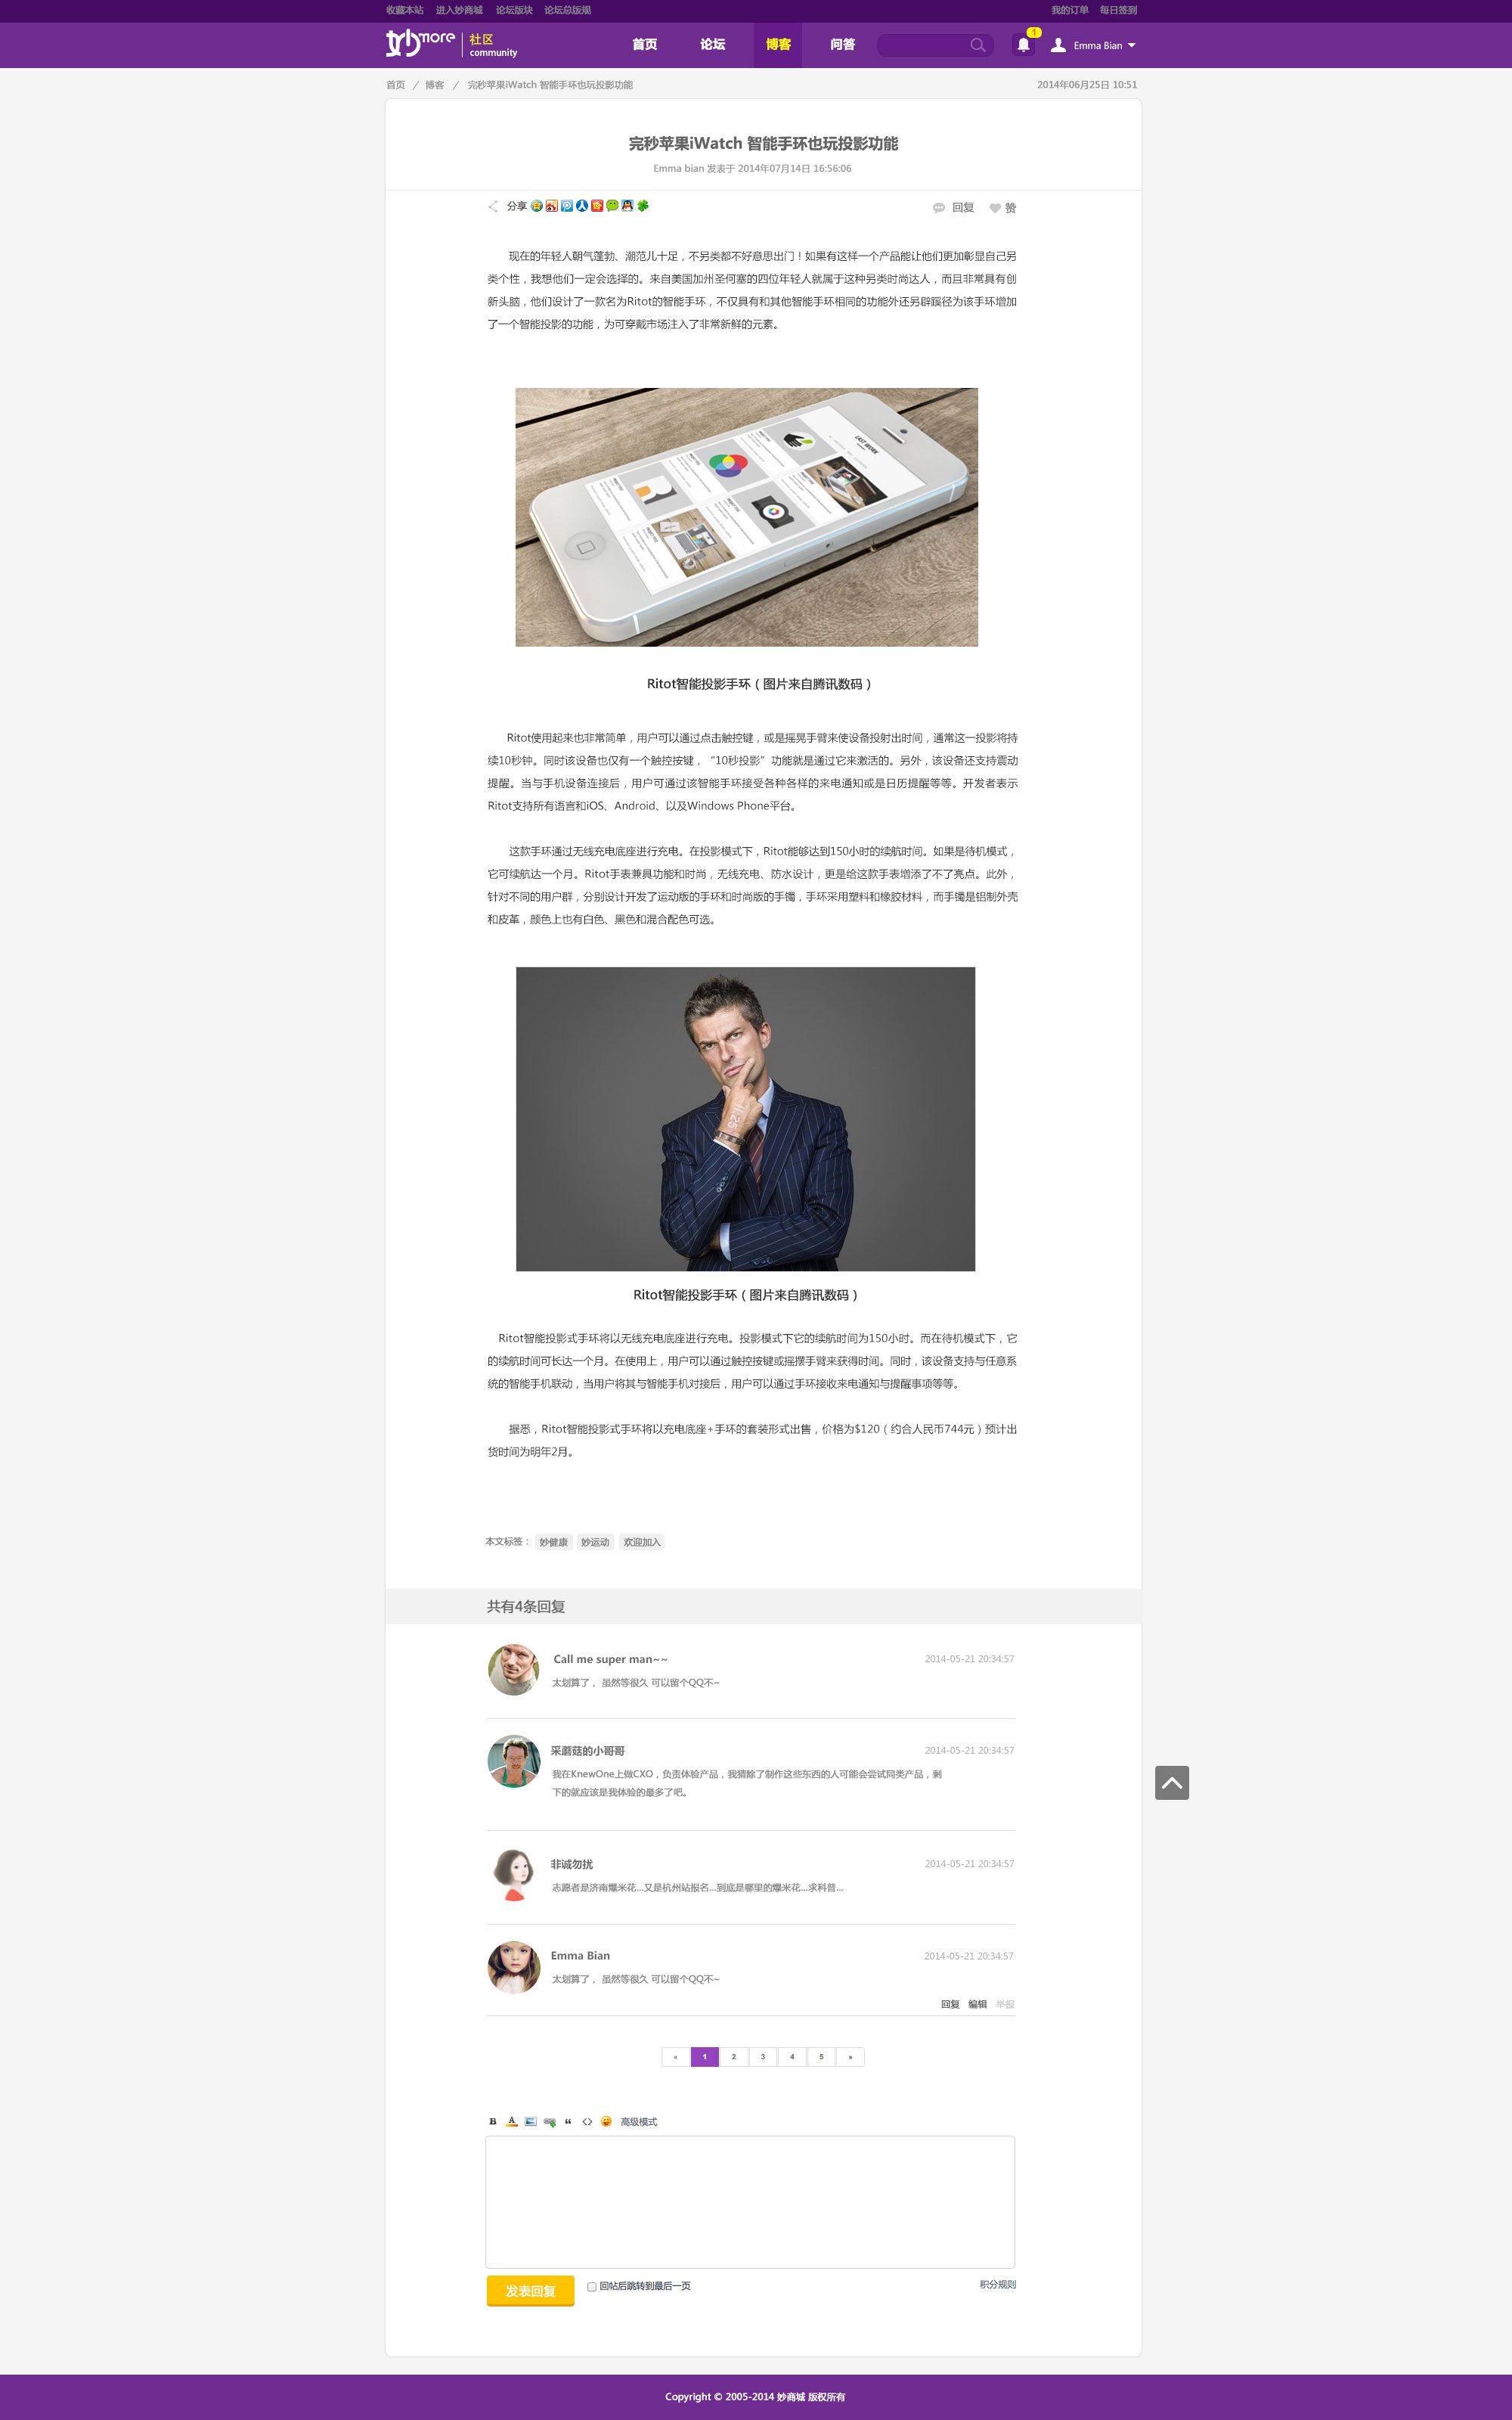 收藏本站 进入妙商城 论坛版块 论坛总版规 我的订单 每日签到
more 社区 community 首页 论坛 博客 问答 1 Emma Bian
首页 / 博客 / 完秒苹果iWatch 智能手环也玩投影功能 2014年06月25日 10:51
完秒苹果iWatch 智能手环也玩投影功能
Emma bian 发表于 2014年07月14日 16:56:06
分享 回复 赞
现在的年轻人朝气蓬勃、潮范儿十足，不另类都不好意思出门！如果有这样一个产品能让他们更加彰显自己另
类个性，我想他们一定会选择的。来自美国加州圣何塞的四位年轻人就属于这种另类时尚达人，而且非常具有创
新头脑，他们设计了一款名为Ritot的智能手环，不仅具有和其他智能手环相同的功能外还另辟蹊径为该手环增加
了一个智能投影的功能，为可穿戴市场注入了非常新鲜的元素。
LAST WORK
Ritot智能投影手环（图片来自腾讯数码）
Ritot使用起来也非常简单，用户可以通过点击触控键，或是摇晃手臂来使设备投射出时间，通常这一投影将持
续10秒钟。同时该设备也仅有一个触控按键，“10秒投影”功能就是通过它来激活的。另外，该设备还支持震动
提醒。当与手机设备连接后，用户可通过该智能手环接受各种各样的来电通知或是日历提醒等等。开发者表示
Ritot支持所有语言和iOS、Android、以及Windows Phone平台。
这款手环通过无线充电底座进行充电。在投影模式下，Ritot能够达到150小时的续航时间。如果是待机模式，
它可续航达一个月。Ritot手表兼具功能和时尚，无线充电、防水设计，更是给这款手表增添了不了亮点。此外，
针对不同的用户群，分别设计开发了运动版的手环和时尚版的手镯，手环采用塑料和橡胶材料，而手镯是铝制外壳
和皮革，颜色上也有白色、黑色和混合配色可选。
11:25
Ritot智能投影手环（图片来自腾讯数码）
Ritot智能投影式手环将以无线充电底座进行充电。投影模式下它的续航时间为150小时。而在待机模式下，它
的续航时间可长达一个月。在使用上，用户可以通过触控按键或摇摆手臂来获得时间。同时，该设备支持与任意系
统的智能手机联动，当用户将其与智能手机对接后，用户可以通过手环接收来电通知与提醒事项等等。
据悉，Ritot智能投影式手环将以充电底座+手环的套装形式出售，价格为$120（约合人民币744元）预计出
货时间为明年2月。
本文标签： 妙健康 妙运动 欢迎加入
共有4条回复
Call me super man~~ 2014-05-21 20:34:57
太划算了， 虽然等很久 可以留个QQ不~
采蘑菇的小哥哥 2014-05-21 20:34:57
我在KnewOne上做CXO，负责体验产品，我猜除了制作这些东西的人可能会尝试同类产品，剩
下的就应该是我体验的最多了吧。
非诚勿扰 2014-05-21 20:34:57
志愿者是济南爆米花...又是杭州站报名...到底是哪里的爆米花....求科普...
Emma Bian 2014-05-21 20:34:57
太划算了， 虽然等很久 可以留个QQ不~
回复 编辑 举报
« 1 2 3 4 5 »
B A “ <> 高级模式
发表回复 回帖后跳转到最后一页 积分规则
Copyright © 2005-2014 妙商城 版权所有